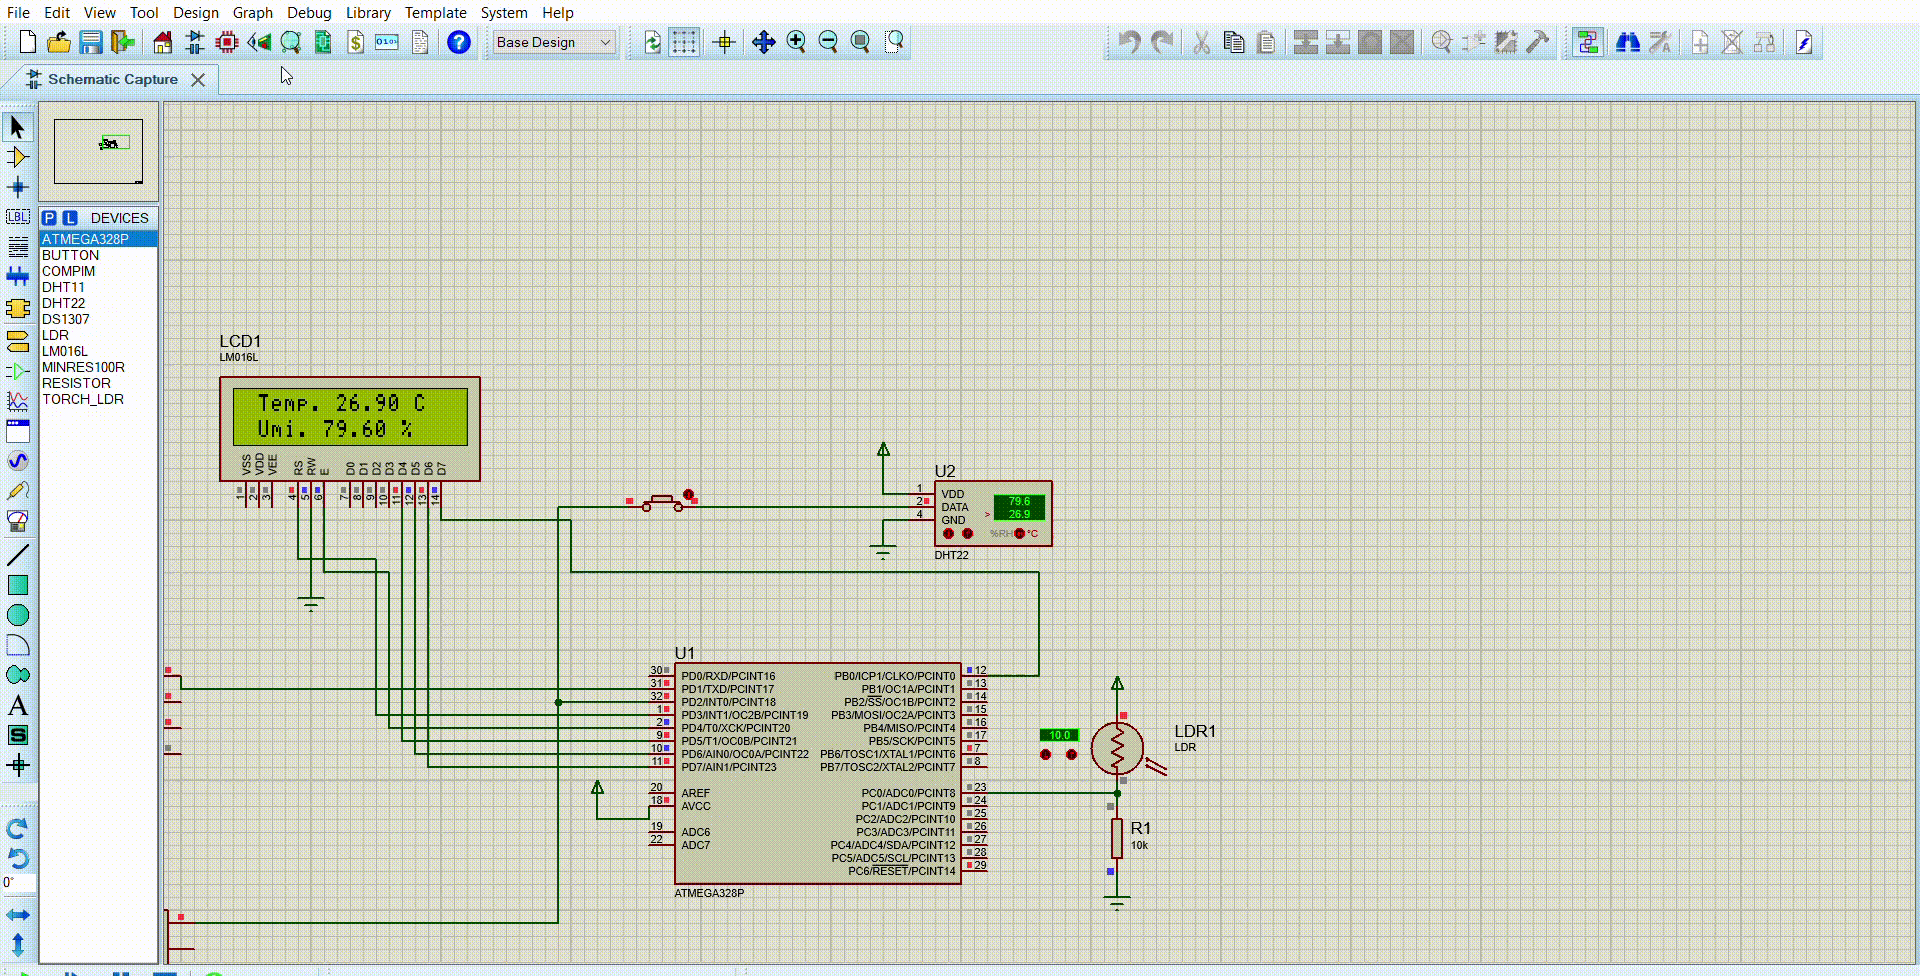 File Edit View Tool Design Graph Debug Library Template System Help
Base Design
Schematic Capture
P L DEVICES
ATMEGA328P
BUTTON
COMPIM
DHT11
DHT22
DS1307
LDR
LM016L
MINRES100R
RESISTOR
TORCH_LDR
LBL
A
S
0°
LCD1
LM016L
Temp. 26.90 C
Umi. 79.60 %
VSS VDD VEE RS RW E D0 D1 D2 D3 D4 D5 D6 D7
1 2 3 4 5 6 7 8 9 10 11 12 13 14
U2
1 VDD 79.6
2 DATA > 26.9
4 GND
%RH °C
DHT22
U1
30 PD0/RXD/PCINT16 PB0/ICP1/CLKO/PCINT0 12
31 PD1/TXD/PCINT17 PB1/OC1A/PCINT1 13
32 PD2/INT0/PCINT18 PB2/SS/OC1B/PCINT2 14
1 PD3/INT1/OC2B/PCINT19 PB3/MOSI/OC2A/PCINT3 15
2 PD4/T0/XCK/PCINT20 PB4/MISO/PCINT4 16
9 PD5/T1/OC0B/PCINT21 PB5/SCK/PCINT5 17
10 PD6/AIN0/OC0A/PCINT22 PB6/TOSC1/XTAL1/PCINT6 7
11 PD7/AIN1/PCINT23 PB7/TOSC2/XTAL2/PCINT7 8
20 AREF PC0/ADC0/PCINT8 23
18 AVCC PC1/ADC1/PCINT9 24
PC2/ADC2/PCINT10 25
19 ADC6 PC3/ADC3/PCINT11 26
22 ADC7 PC4/ADC4/SDA/PCINT12 27
PC5/ADC5/SCL/PCINT13 28
PC6/RESET/PCINT14 29
ATMEGA328P
10.0
LDR1
LDR
R1
10k